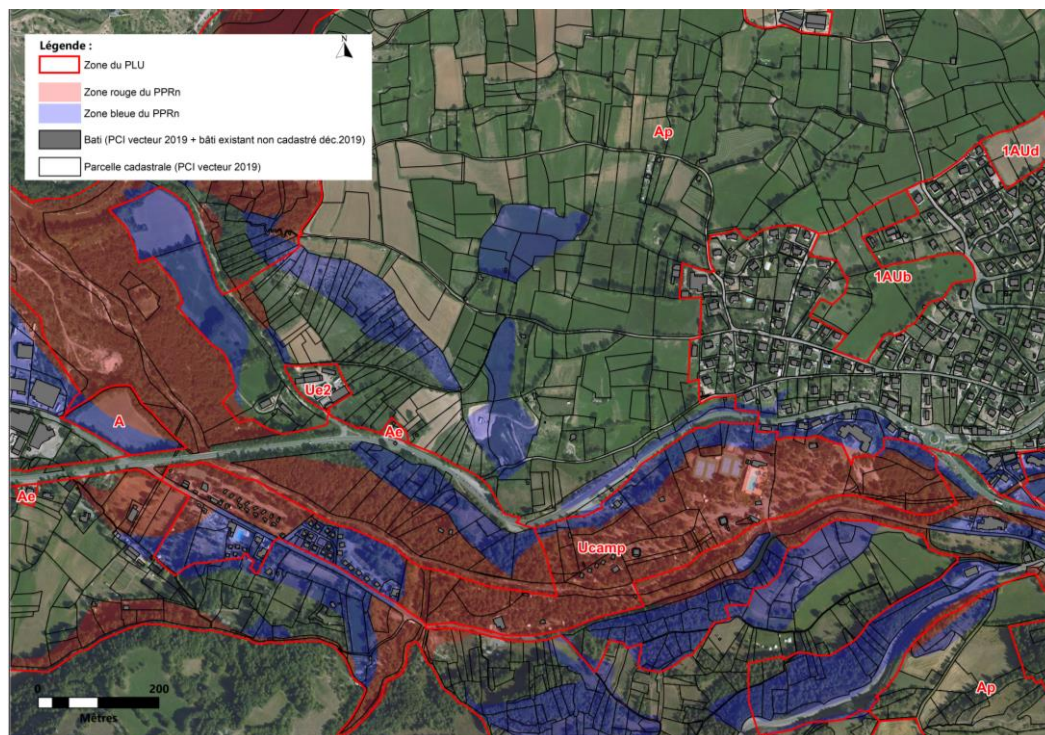 Légende :
N
Zone du PLU
Zone rouge du PPRn
Zone bleue du PPRn
Bati (PCI vecteur 2019 + bâti existant non cadastré déc.2019)
Parcelle cadastrale (PCI vecteur 2019)
Ap
1AUd
1AUb
Ue2
A
Ae
Ae
Ucamp
Ap
0 200
Mètres